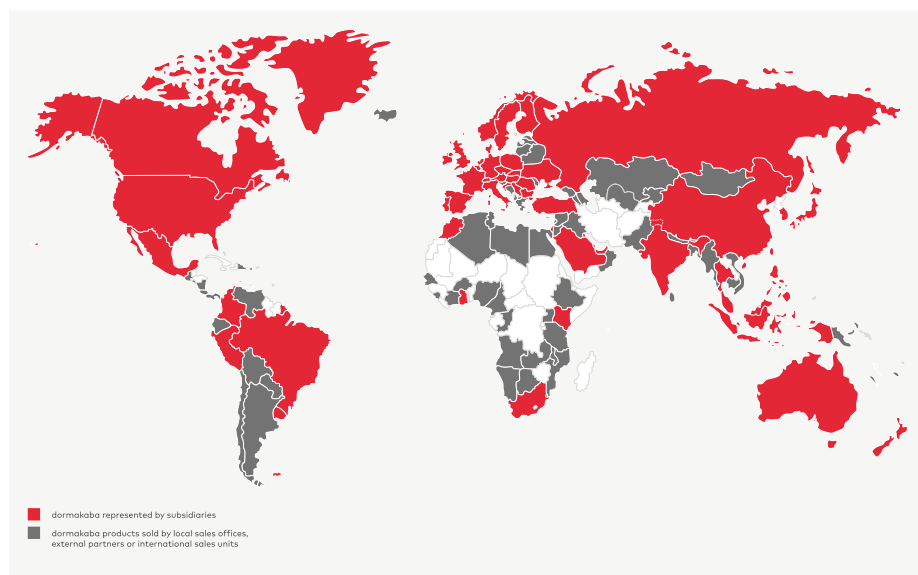 dormakaba represented by subsidiaries
dormakaba products sold by local sales offices,
external partners or international sales units